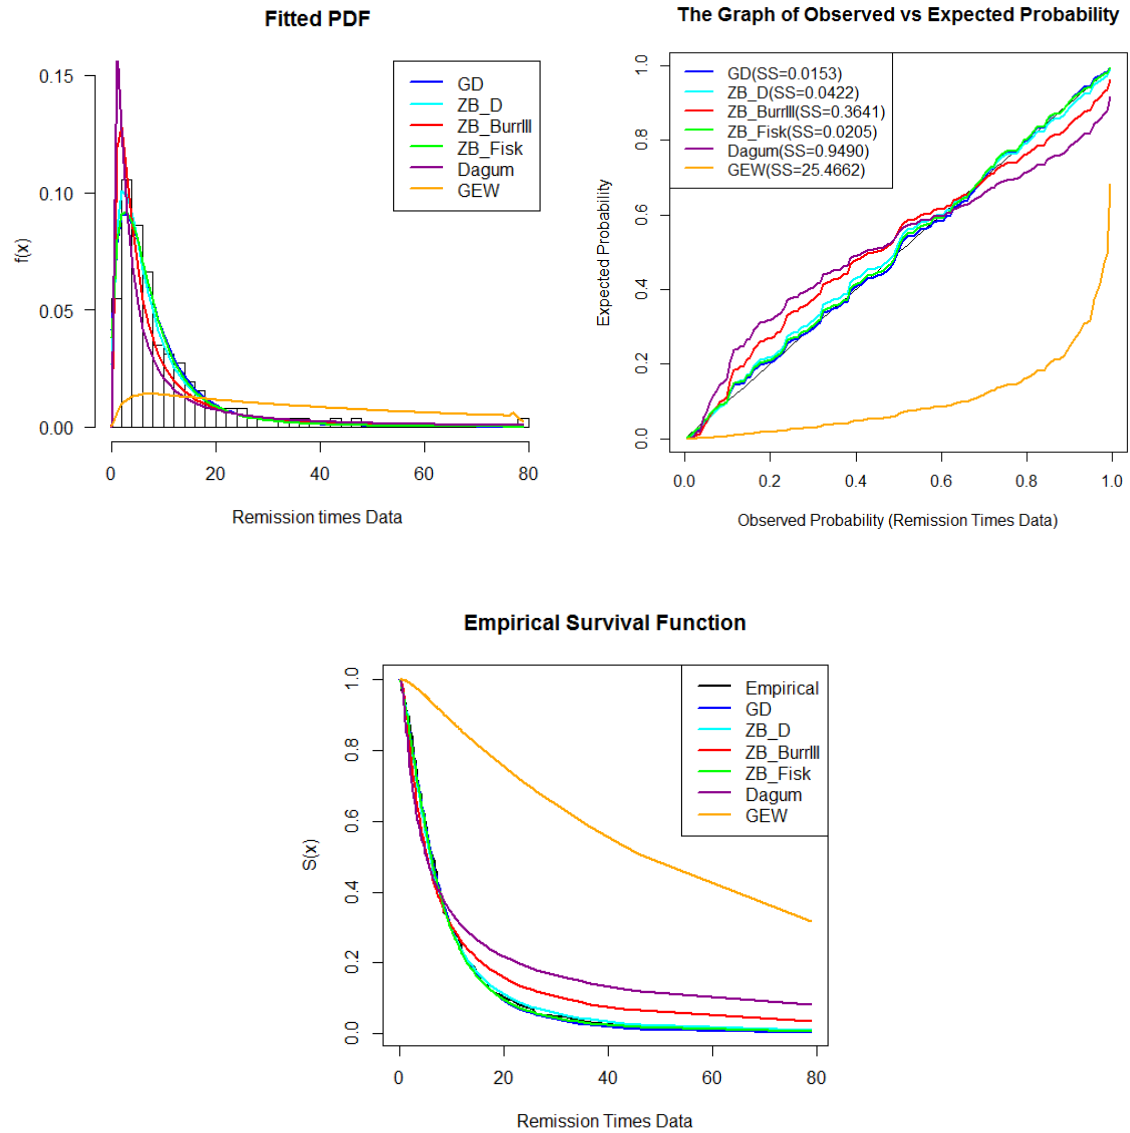 Fitted PDF
0.15
0.10
0.05
0.00
f(x)
GD
ZB_D
ZB_BurrIII
ZB_Fisk
Dagum
GEW
0 20 40 60 80
Remission times Data
The Graph of Observed vs Expected Probability
1.0
0.8
0.6
0.4
0.2
0.0
Expected Probability
GD(SS=0.0153)
ZB_D(SS=0.0422)
ZB_BurrIII(SS=0.3641)
ZB_Fisk(SS=0.0205)
Dagum(SS=0.9490)
GEW(SS=25.4662)
0.0 0.2 0.4 0.6 0.8 1.0
Observed Probability (Remission Times Data)
Empirical Survival Function
1.0
0.8
0.6
0.4
0.2
0.0
S(x)
Empirical
GD
ZB_D
ZB_BurrIII
ZB_Fisk
Dagum
GEW
0 20 40 60 80
Remission Times Data